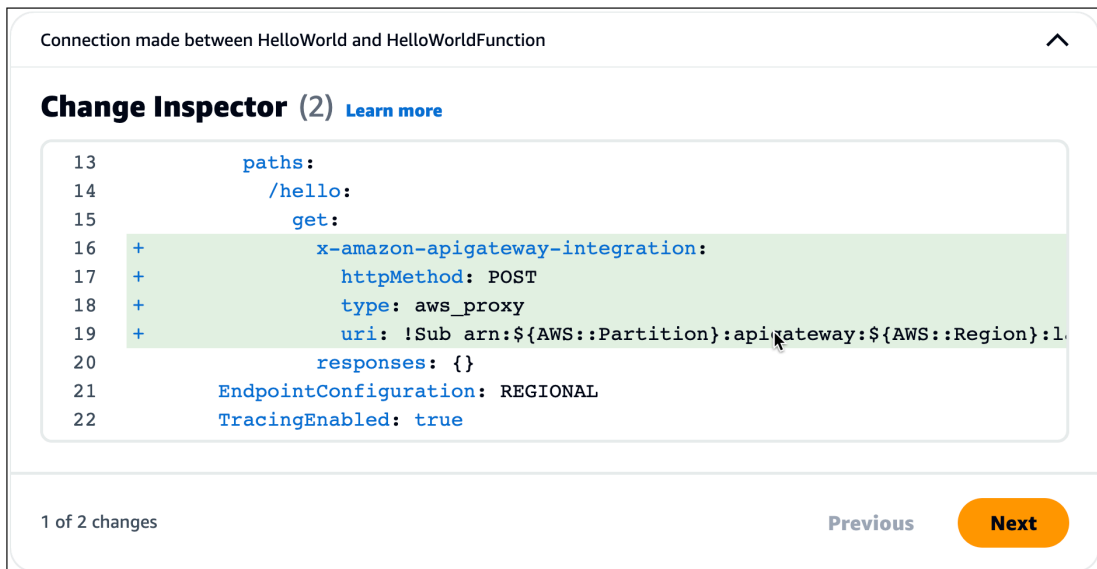 Connection made between HelloWorld and HelloWorldFunction
Change Inspector (2) Learn more
13 paths:
14 /hello:
15 get:
16 + x-amazon-apigateway-integration:
17 + httpMethod: POST
18 + type: aws_proxy
19 + uri: !Sub arn:${AWS::Partition}:apigateway:${AWS::Region}:l
20 responses: {}
21 EndpointConfiguration: REGIONAL
22 TracingEnabled: true
1 of 2 changes Previous Next